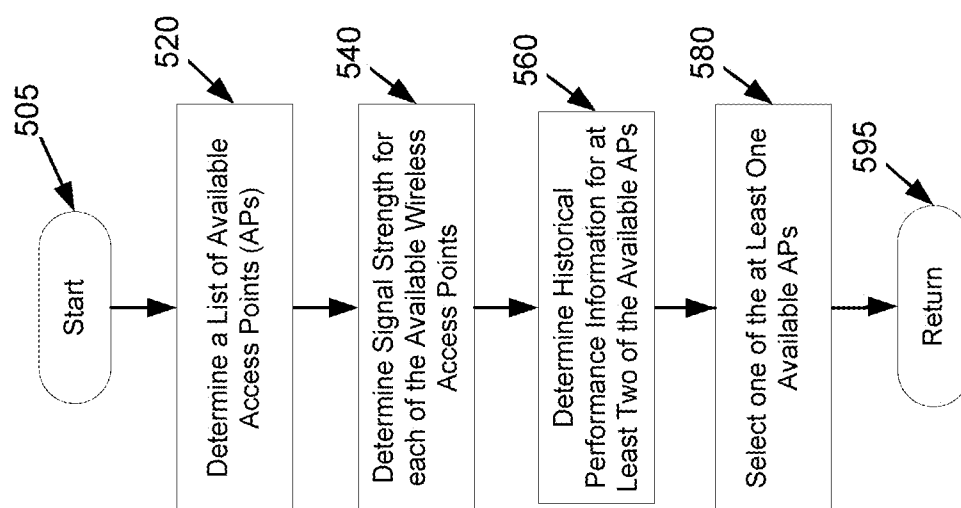 505
Start
520
Determine a List of Available
Access Points (APs)
540
Determine Signal Strength for
each of the Available Wireless
Access Points
560
Determine Historical
Performance Information for at
Least Two of the Available APs
580
Select one of the at Least One
Available APs
595
Return